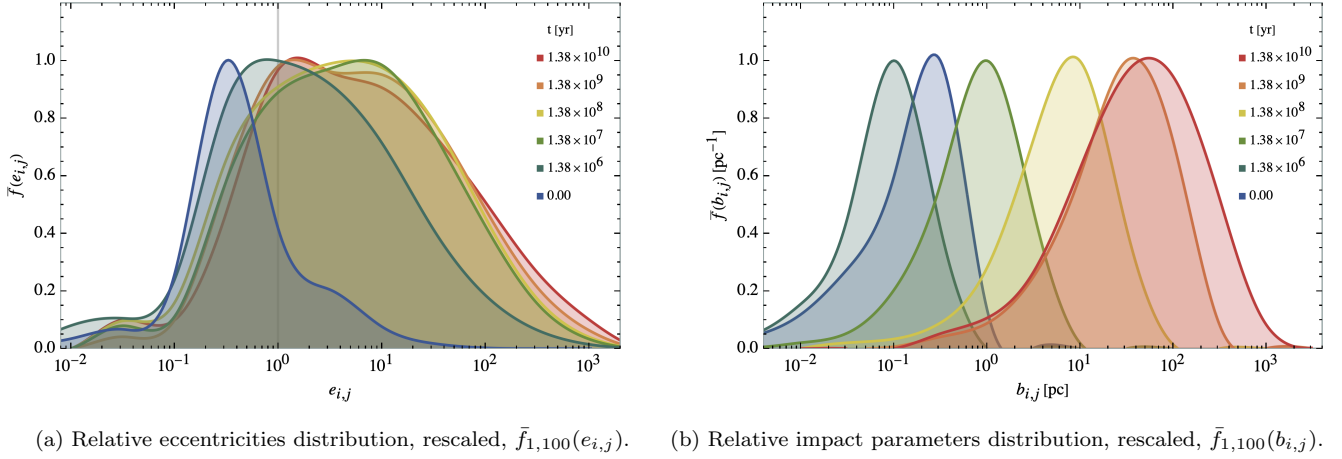 t [yr]
1.38×10^10
1.38×10^9
1.38×10^8
1.38×10^7
1.38×10^6
0.00
f̄(e_{i,j})
1.0
0.8
0.6
0.4
0.2
0.0
10^−2 10^−1 10^0 10^1 10^2 10^3
e_{i,j}
(a) Relative eccentricities distribution, rescaled, f̄_{1,100}(e_{i,j}).
t [yr]
1.38×10^10
1.38×10^9
1.38×10^8
1.38×10^7
1.38×10^6
0.00
f̄(b_{i,j}) [pc^−1]
1.0
0.8
0.6
0.4
0.2
0.0
10^−2 10^−1 10^0 10^1 10^2 10^3
b_{i,j} [pc]
(b) Relative impact parameters distribution, rescaled, f̄_{1,100}(b_{i,j}).